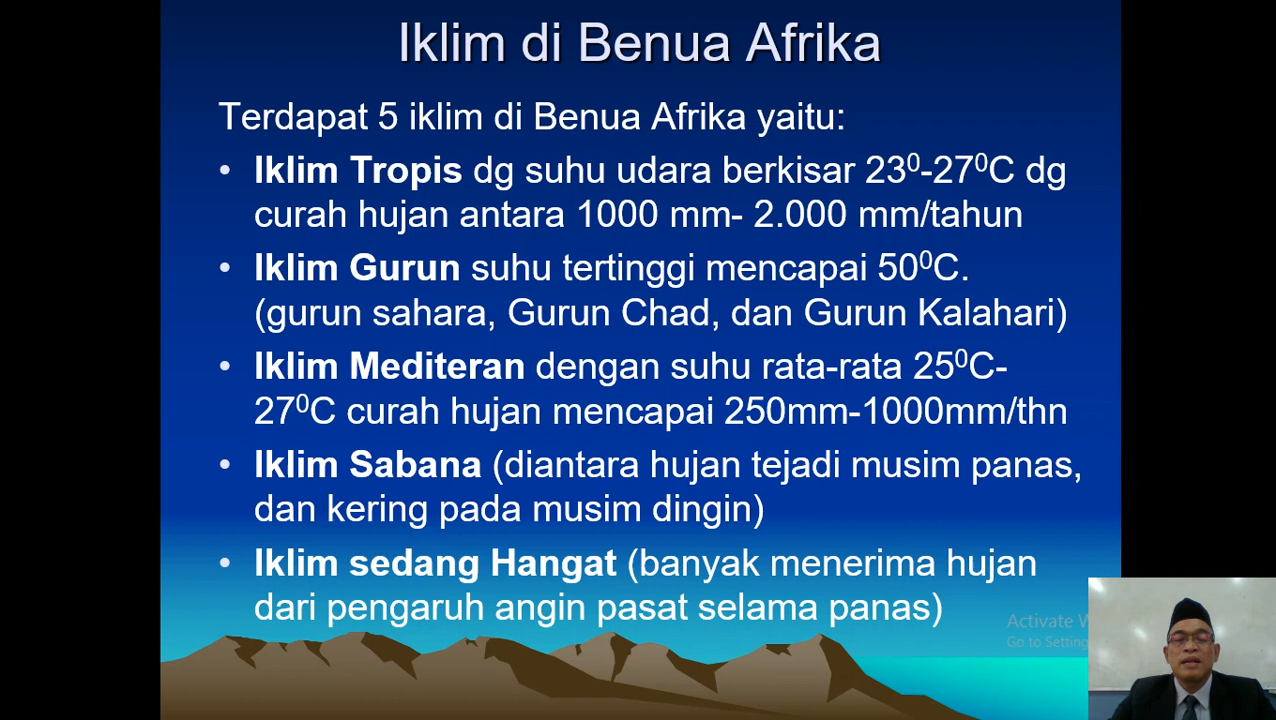 Iklim di Benua Afrika
Terdapat 5 iklim di Benua Afrika yaitu:
• Iklim Tropis dg suhu udara berkisar 23⁰-27⁰C dg
curah hujan antara 1000 mm- 2.000 mm/tahun
• Iklim Gurun suhu tertinggi mencapai 50⁰C.
(gurun sahara, Gurun Chad, dan Gurun Kalahari)
• Iklim Mediteran dengan suhu rata-rata 25⁰C-
27⁰C curah hujan mencapai 250mm-1000mm/thn
• Iklim Sabana (diantara hujan tejadi musim panas,
dan kering pada musim dingin)
• Iklim sedang Hangat (banyak menerima hujan
dari pengaruh angin pasat selama panas)
Activate
Go to Setting